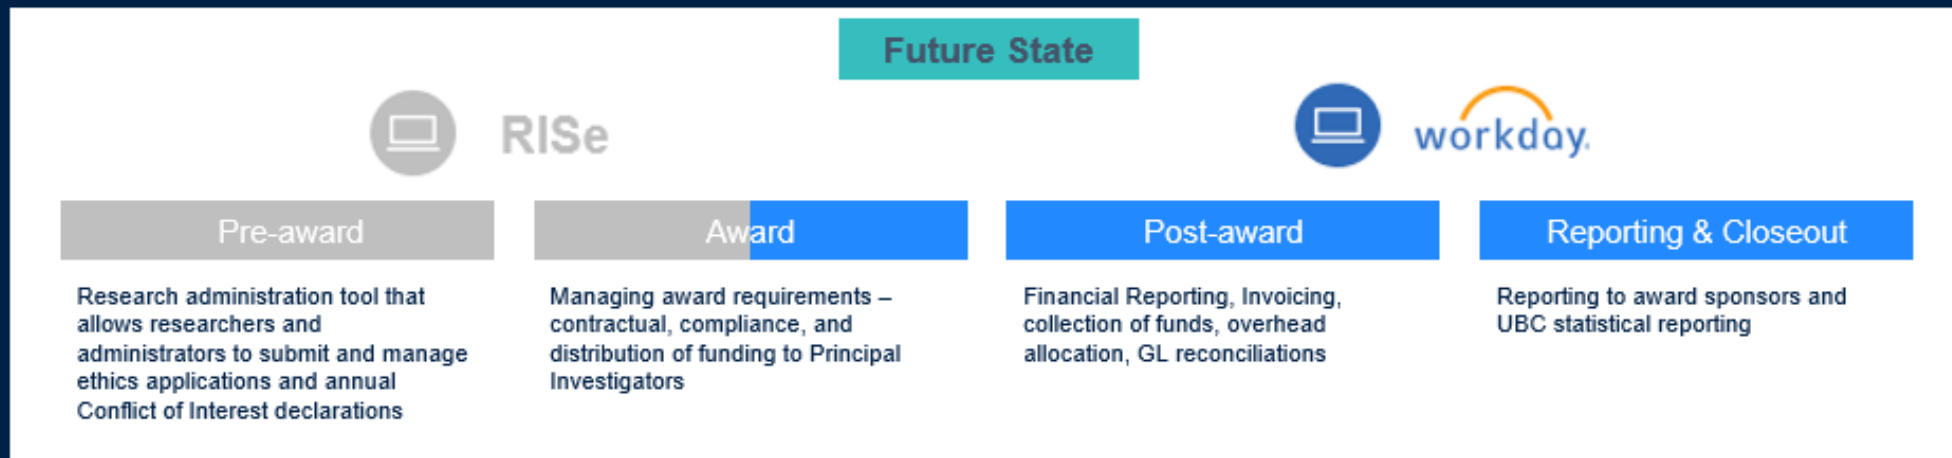 Future State
RISe
workday.
Pre-award
Award
Post-award
Reporting & Closeout
Research administration tool that
allows researchers and
administrators to submit and manage
ethics applications and annual
Conflict of Interest declarations
Managing award requirements –
contractual, compliance, and
distribution of funding to Principal
Investigators
Financial Reporting, Invoicing,
collection of funds, overhead
allocation, GL reconciliations
Reporting to award sponsors and
UBC statistical reporting